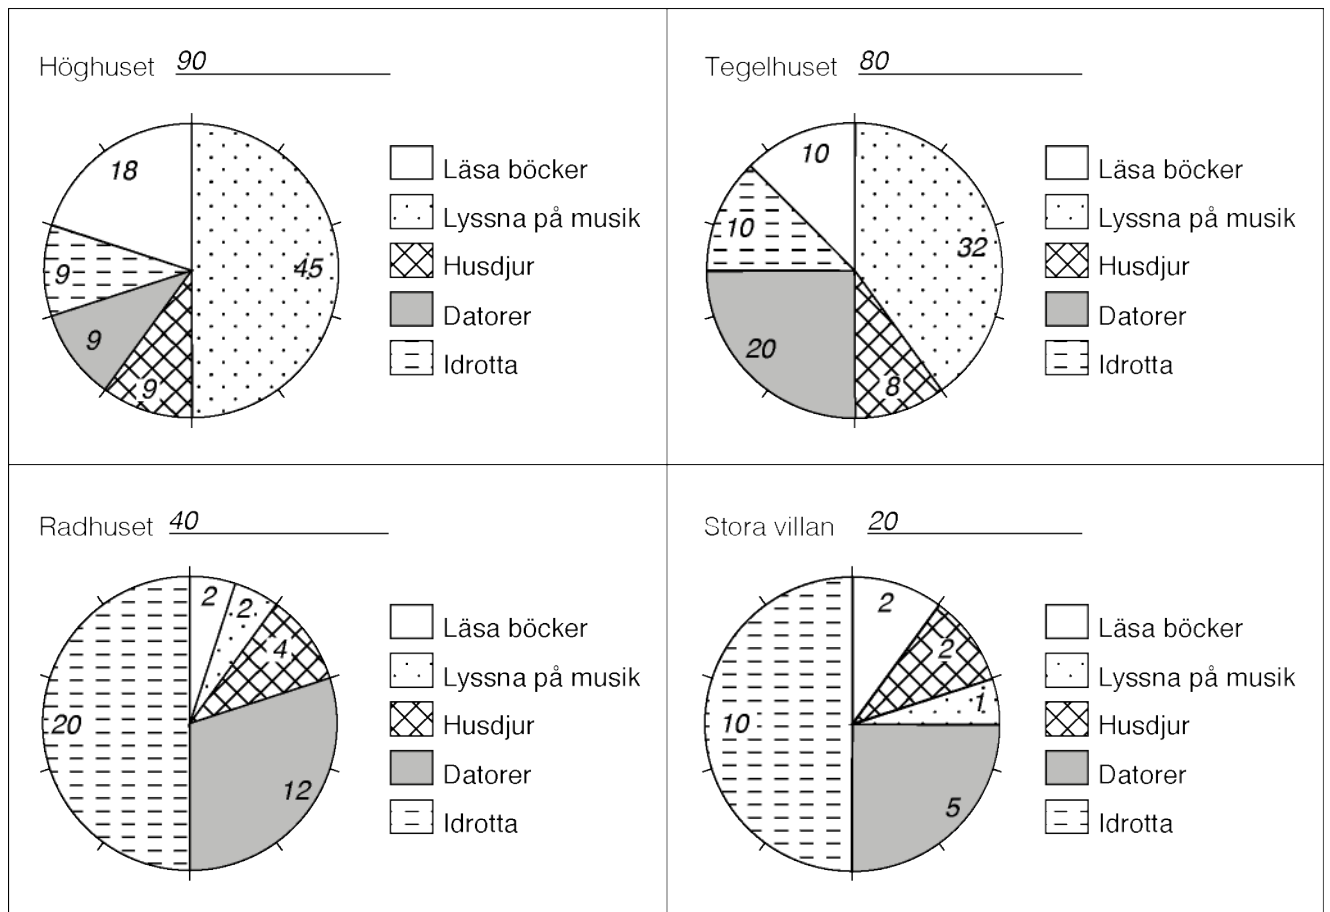 Höghuset 90
18
45
9
9
9
Läsa böcker
Lyssna på musik
Husdjur
Datorer
Idrotta
Tegelhuset 80
10
32
10
20
8
Läsa böcker
Lyssna på musik
Husdjur
Datorer
Idrotta
Radhuset 40
2
2
4
20
12
Läsa böcker
Lyssna på musik
Husdjur
Datorer
Idrotta
Stora villan 20
2
2
1
10
5
Läsa böcker
Lyssna på musik
Husdjur
Datorer
Idrotta